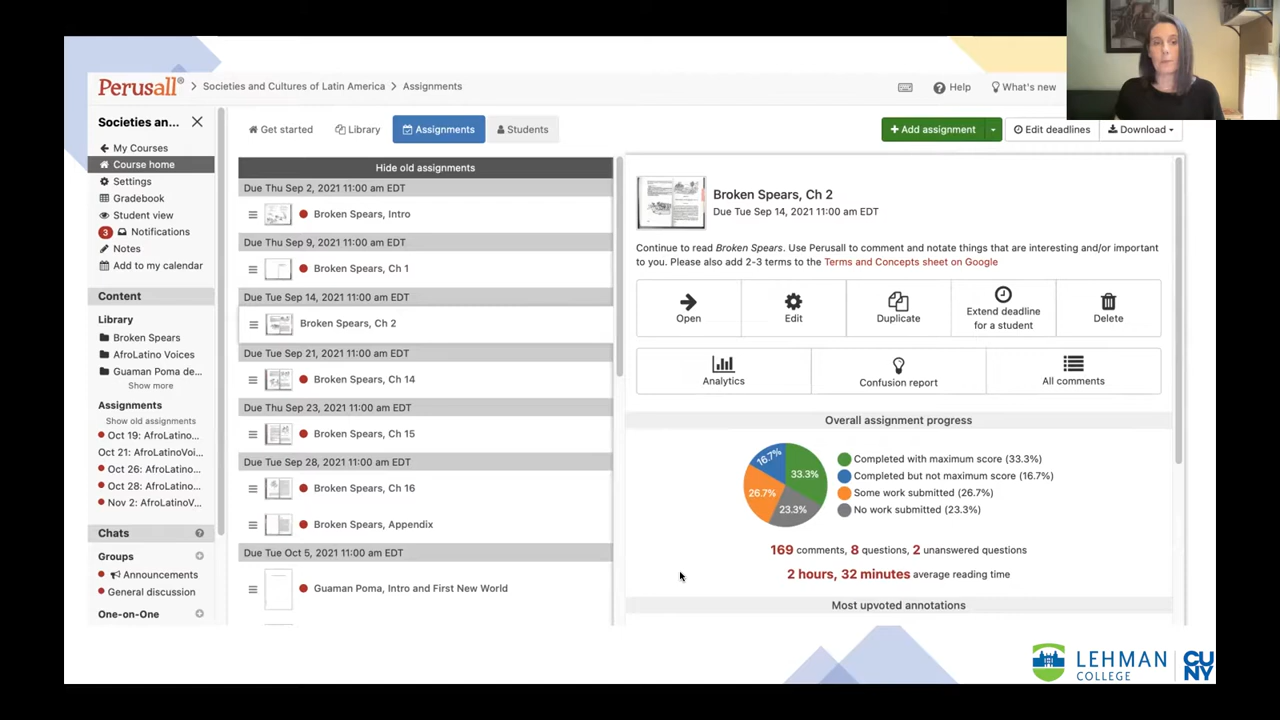 Perusall® > Societies and Cultures of Latin America > Assignments
Help
What's new
Societies an...
My Courses
Course home
Settings
Gradebook
Student view
3 Notifications
Notes
Add to my calendar
Content
Library
Broken Spears
AfroLatino Voices
Guaman Poma de...
Show more
Assignments
Show old assignments
Oct 19: AfroLatino...
Oct 21: AfroLatinoVoi...
Oct 26: AfroLatino...
Oct 28: AfroLatino...
Nov 2: AfroLatinoV...
Chats
Groups
Announcements
General discussion
One-on-One
Get started
Library
Assignments
Students
Add assignment
Edit deadlines
Download
Hide old assignments
Due Thu Sep 2, 2021 11:00 am EDT
Broken Spears, Intro
Due Thu Sep 9, 2021 11:00 am EDT
Broken Spears, Ch 1
Due Tue Sep 14, 2021 11:00 am EDT
Broken Spears, Ch 2
Due Tue Sep 21, 2021 11:00 am EDT
Broken Spears, Ch 14
Due Thu Sep 23, 2021 11:00 am EDT
Broken Spears, Ch 15
Due Tue Sep 28, 2021 11:00 am EDT
Broken Spears, Ch 16
Broken Spears, Appendix
Due Tue Oct 5, 2021 11:00 am EDT
Guaman Poma, Intro and First New World
Broken Spears, Ch 2
Due Tue Sep 14, 2021 11:00 am EDT
Continue to read Broken Spears. Use Perusall to comment and notate things that are interesting and/or important
to you. Please also add 2-3 terms to the Terms and Concepts sheet on Google
Open
Edit
Duplicate
Extend deadline
for a student
Delete
Analytics
Confusion report
All comments
Overall assignment progress
16.7%
33.3%
26.7%
23.3%
Completed with maximum score (33.3%)
Completed but not maximum score (16.7%)
Some work submitted (26.7%)
No work submitted (23.3%)
169 comments, 8 questions, 2 unanswered questions
2 hours, 32 minutes average reading time
Most upvoted annotations
LEHMAN
COLLEGE
CU
NY